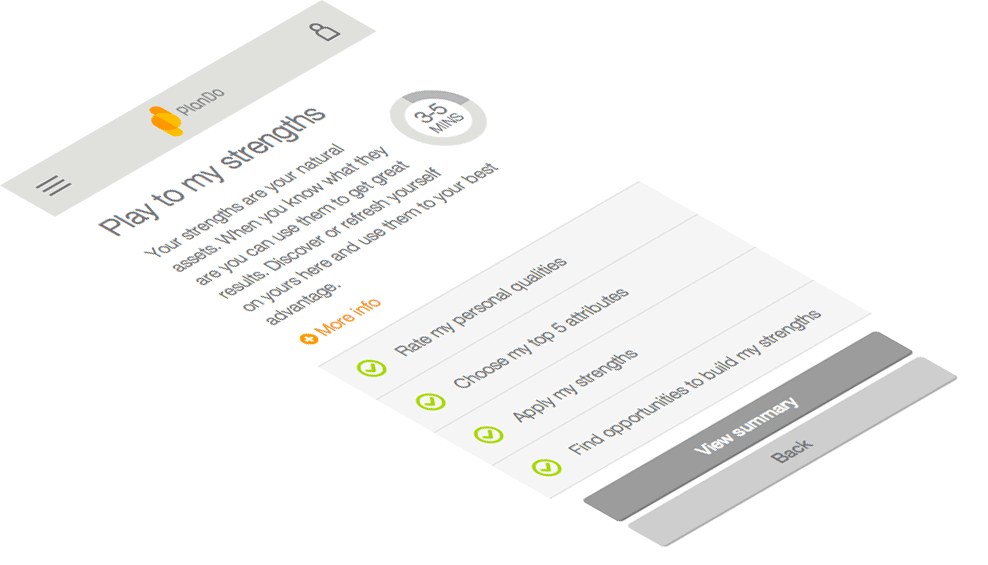 PlanDo
Play to my strengths
3-5
MINS
Your strengths are your natural
assets. When you know what they
are you can use them to get great
results. Discover or refresh yourself
on yours here and use them to your best
advantage.
More info
Rate my personal qualities
Choose my top 5 attributes
Apply my strengths
Find opportunities to build my strengths
View summary
Back